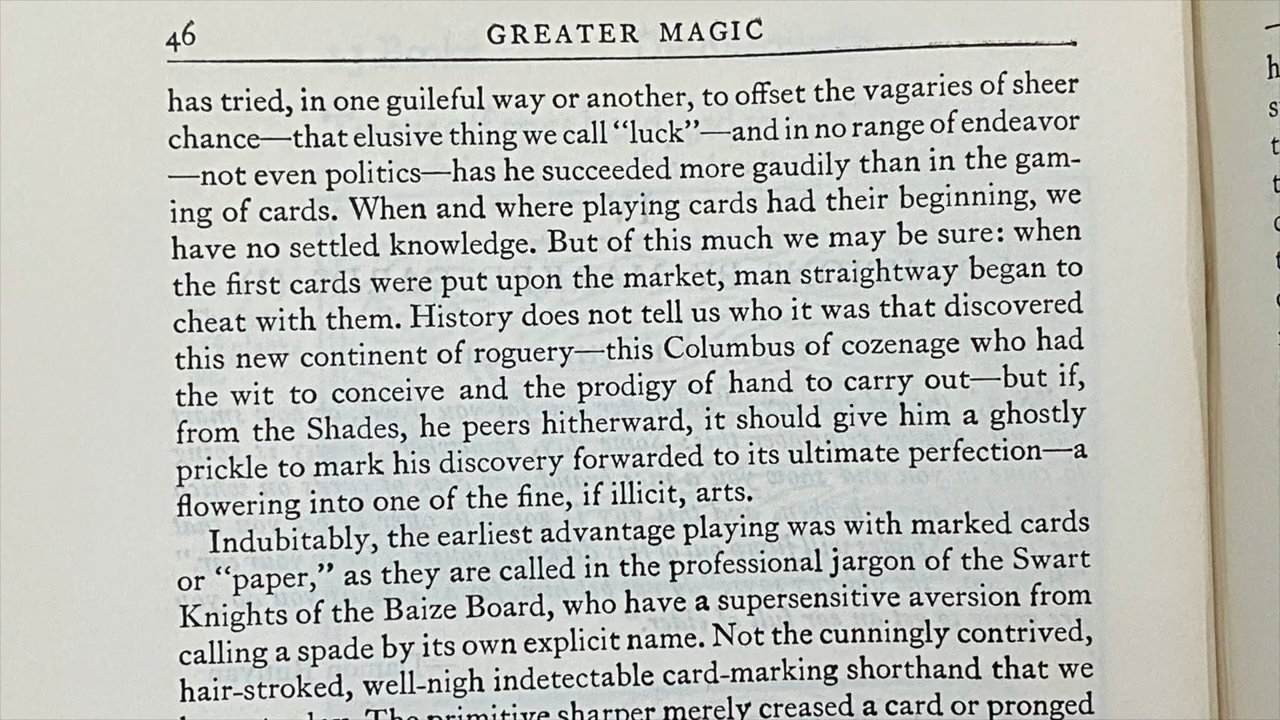 46
GREATER MAGIC
has tried, in one guileful way or another, to offset the vagaries of sheer
chance—that elusive thing we call “luck”—and in no range of endeavor
—not even politics—has he succeeded more gaudily than in the gam-
ing of cards. When and where playing cards had their beginning, we
have no settled knowledge. But of this much we may be sure: when
the first cards were put upon the market, man straightway began to
cheat with them. History does not tell us who it was that discovered
this new continent of roguery—this Columbus of cozenage who had
the wit to conceive and the prodigy of hand to carry out—but if,
from the Shades, he peers hitherward, it should give him a ghostly
prickle to mark his discovery forwarded to its ultimate perfection—a
flowering into one of the fine, if illicit, arts.
Indubitably, the earliest advantage playing was with marked cards
or “paper,” as they are called in the professional jargon of the Swart
Knights of the Baize Board, who have a supersensitive aversion from
calling a spade by its own explicit name. Not the cunningly contrived,
hair-stroked, well-nigh indetectable card-marking shorthand that we
The primitive sharper merely creased a card or pronged